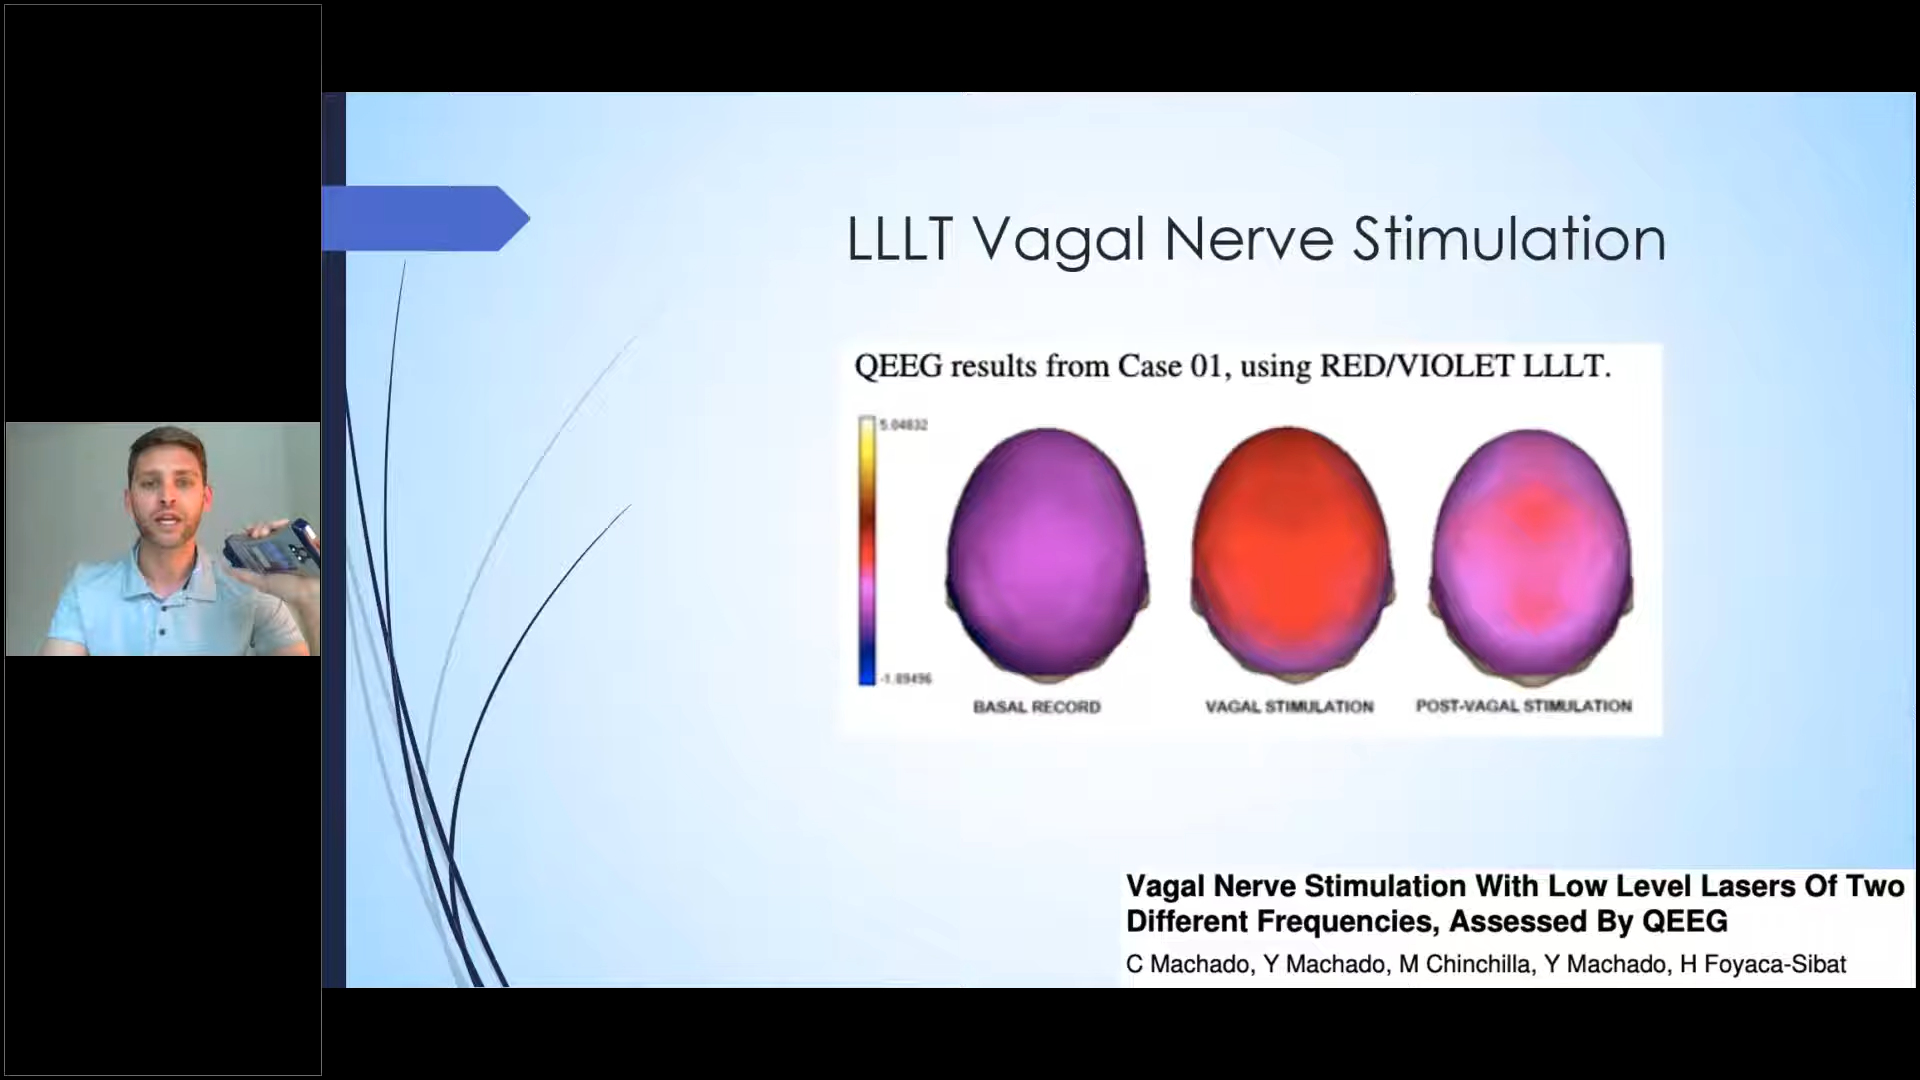 LLLT Vagal Nerve Stimulation
QEEG results from Case 01, using RED/VIOLET LLLT.
5.04832
-1.89496
BASAL RECORD
VAGAL STIMULATION
POST-VAGAL STIMULATION
Vagal Nerve Stimulation With Low Level Lasers Of Two
Different Frequencies, Assessed By QEEG
C Machado, Y Machado, M Chinchilla, Y Machado, H Foyaca-Sibat